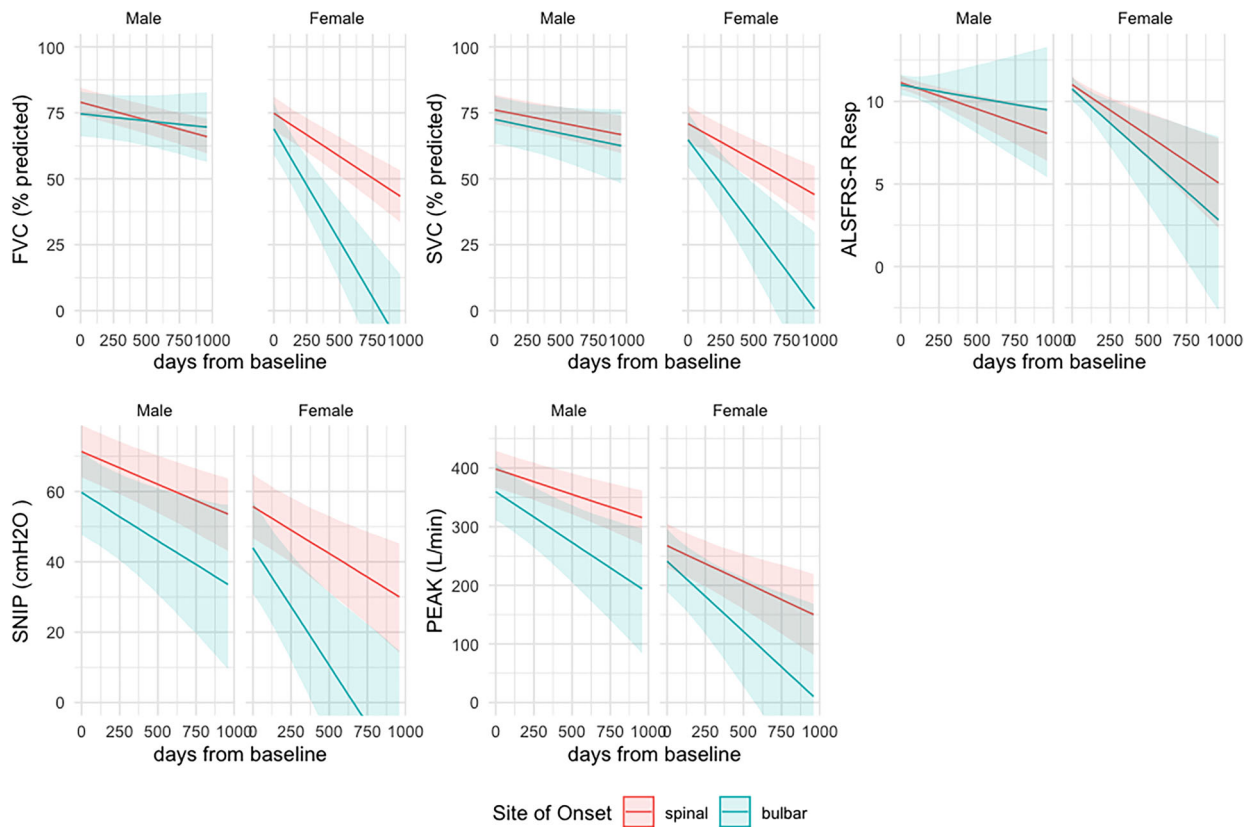 Male Female
FVC (% predicted)
100
75
50
25
0
0 250 500 750 1000 0 250 500 750 1000
days from baseline
Male Female
SVC (% predicted)
100
75
50
25
0
0 250 500 750 1000 0 250 500 750 1000
days from baseline
Male Female
ALSFRS-R Resp
10
5
0
0 250 500 750 1000 0 250 500 750 1000
days from baseline
Male Female
SNIP (cmH2O )
60
40
20
0
0 250 500 750 1000 0 250 500 750 1000
days from baseline
Male Female
PEAK (L/min)
400
300
200
100
0
0 250 500 750 1000 0 250 500 750 1000
days from baseline
Site of Onset spinal bulbar